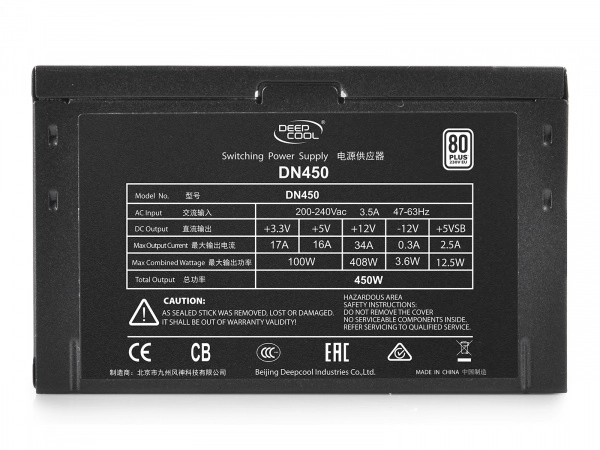 DEEP
COOL ®
80
PLUS
230V EU
Switching Power Supply 电源供应器
DN450
Model No. 型号 DN450
AC Input 交流输入 200-240Vac 3.5A 47-63Hz
DC Output 直流输出 +3.3V +5V +12V -12V +5VSB
Max Output Current 最大输出电流 17A 16A 34A 0.3A 2.5A
Max Combined Wattage 最大输出功率 100W 408W 3.6W 12.5W
Total Output 总功率 450W
CAUTION:
AS SEALED STICK WAS REMOVED, LOST OR DAMAGED.
IT SHALL BE OUT OF WARRANTY VALIDITY!
HAZARDOUS AREA
SAFETY INSTRUCTIONS:
DO NOT REMOVE THE COVER
NO SERVICEABLE COMPONENTS INSIDE.
REFER SERVICING TO QUALIFIED SERVICE.
CE CB CCC EAC
制造商：北京市九州风神科技有限公司 Beijing Deepcool Industries Co.,Ltd. MADE IN CHINA 中国制造